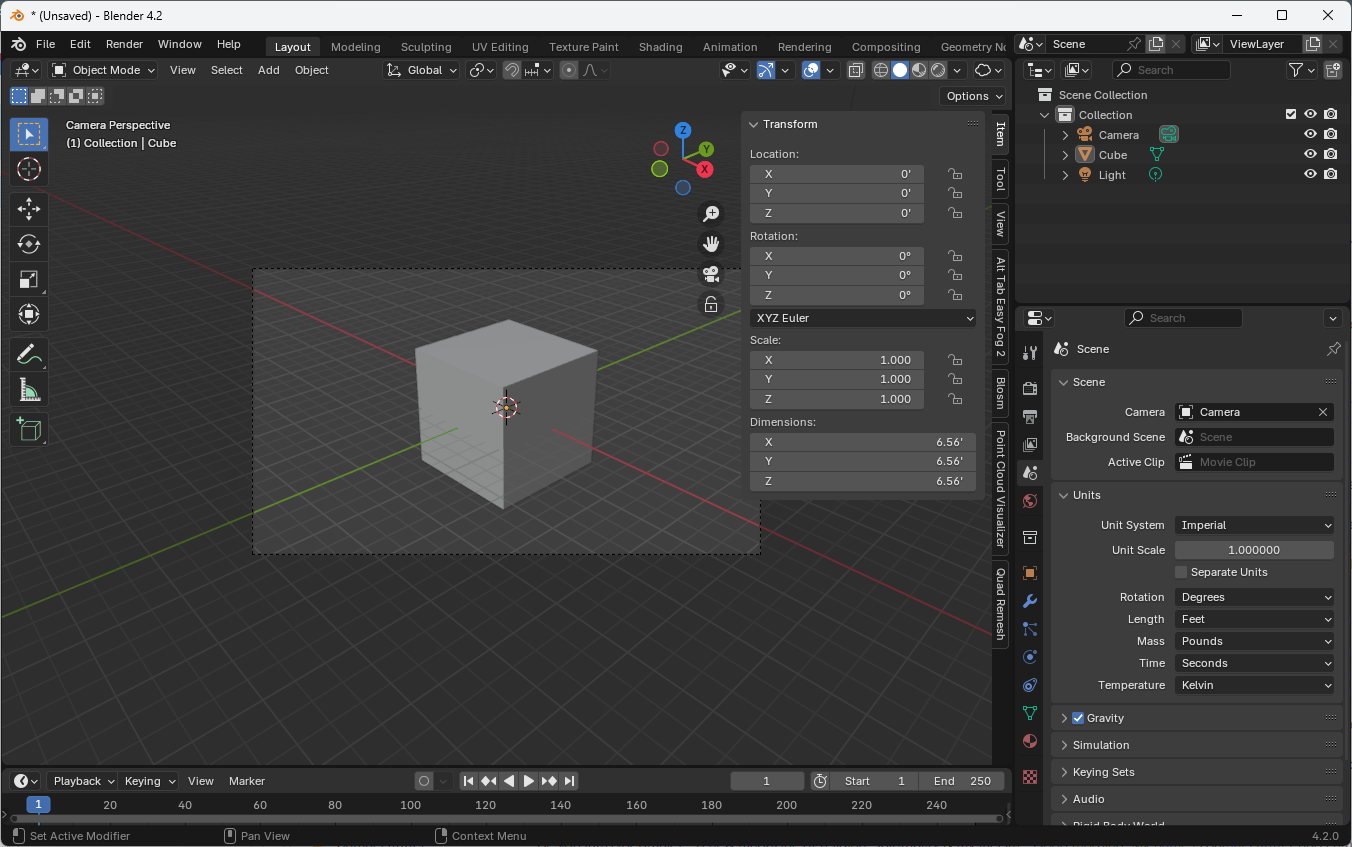 * (Unsaved) - Blender 4.2
File Edit Render Window Help Layout Modeling Sculpting UV Editing Texture Paint Shading Animation Rendering Compositing Geometry No
Scene ViewLayer
Object Mode View Select Add Object Global
Search
Options
Scene Collection
Collection
Camera
Cube
Light
Camera Perspective
(1) Collection | Cube
Z
Y
X
Transform
Location:
X 0'
Y 0'
Z 0'
Rotation:
X 0°
Y 0°
Z 0°
XYZ Euler
Scale:
X 1.000
Y 1.000
Z 1.000
Dimensions:
X 6.56'
Y 6.56'
Z 6.56'
Item
Tool
View
Alt Tab Easy Fog 2
Blosm
Point Cloud Visualizer
Quad Remesh
Search
Scene
Scene
Camera Camera
Background Scene Scene
Active Clip Movie Clip
Units
Unit System Imperial
Unit Scale 1.000000
Separate Units
Rotation Degrees
Length Feet
Mass Pounds
Time Seconds
Temperature Kelvin
Gravity
Simulation
Keying Sets
Audio
Rigid Body World
Playback Keying View Marker 1 Start 1 End 250
1 20 40 60 80 100 120 140 160 180 200 220 240
Set Active Modifier Pan View Context Menu 4.2.0